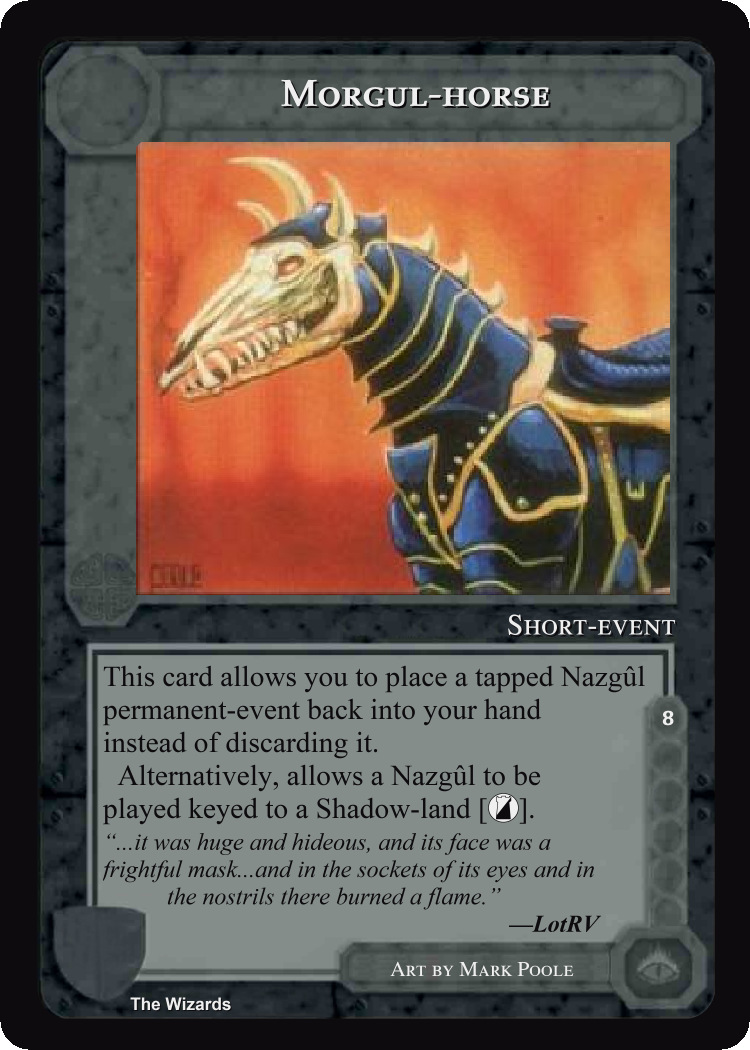 Morgul-horse
Short-event
This card allows you to place a tapped Nazgûl
permanent-event back into your hand
instead of discarding it.
Alternatively, allows a Nazgûl to be
played keyed to a Shadow-land [ ].
“...it was huge and hideous, and its face was a
frightful mask...and in the sockets of its eyes and in
the nostrils there burned a flame.”
—LotRV
8
Art by Mark Poole
The Wizards